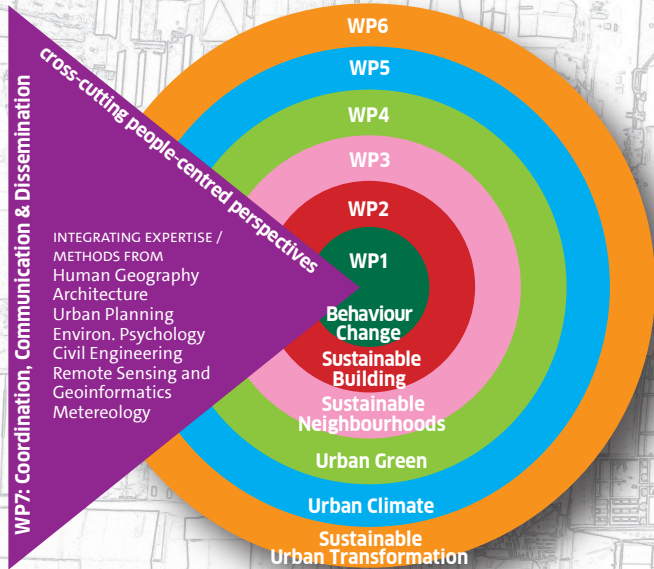 WP7: Coordination, Communication & Dissemination
cross-cutting people-centred perspectives
INTEGRATING EXPERTISE /
METHODS FROM
Human Geography
Architecture
Urban Planning
Environ. Psychology
Civil Engineering
Remote Sensing and
Geoinformatics
Metereology
WP6
WP5
WP4
WP3
WP2
WP1
Behaviour
Change
Sustainable
Building
Sustainable
Neighbourhoods
Urban Green
Urban Climate
Sustainable
Urban Transformation